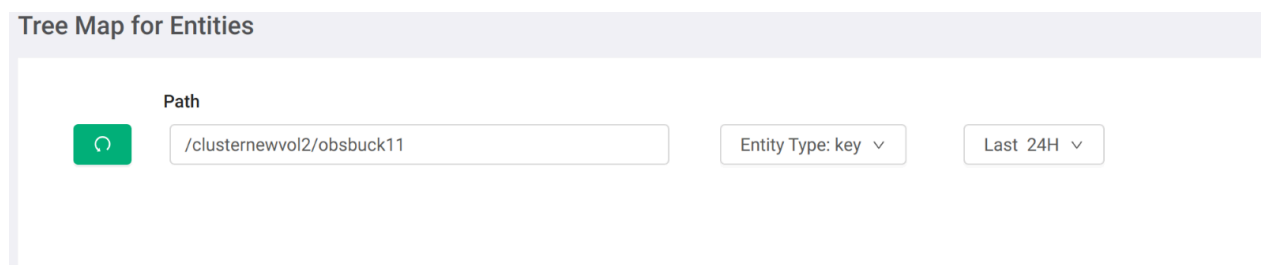 Tree Map for Entities
Path
/clusternewvol2/obsbuck11
Entity Type: key
Last 24H